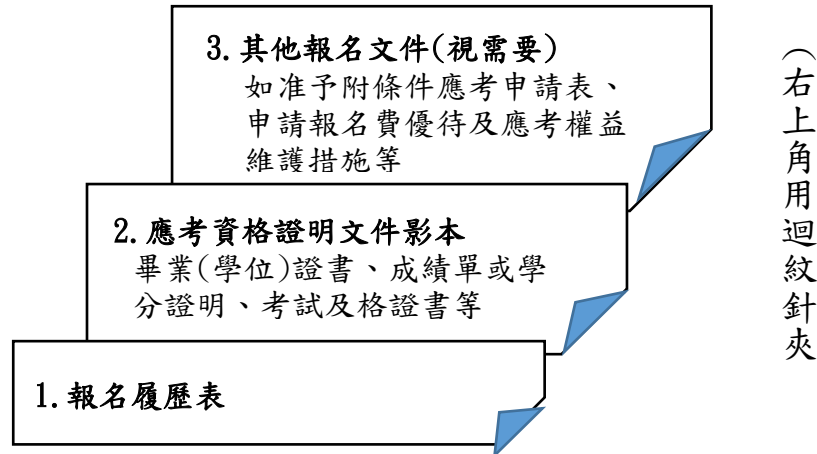 3.其他報名文件(視需要)
如准予附條件應考申請表、
申請報名費優待及應考權益
維護措施等
2.應考資格證明文件影本
畢業(學位)證書、成績單或學
分證明、考試及格證書等
1.報名履歷表
（右上角用迴紋針夾